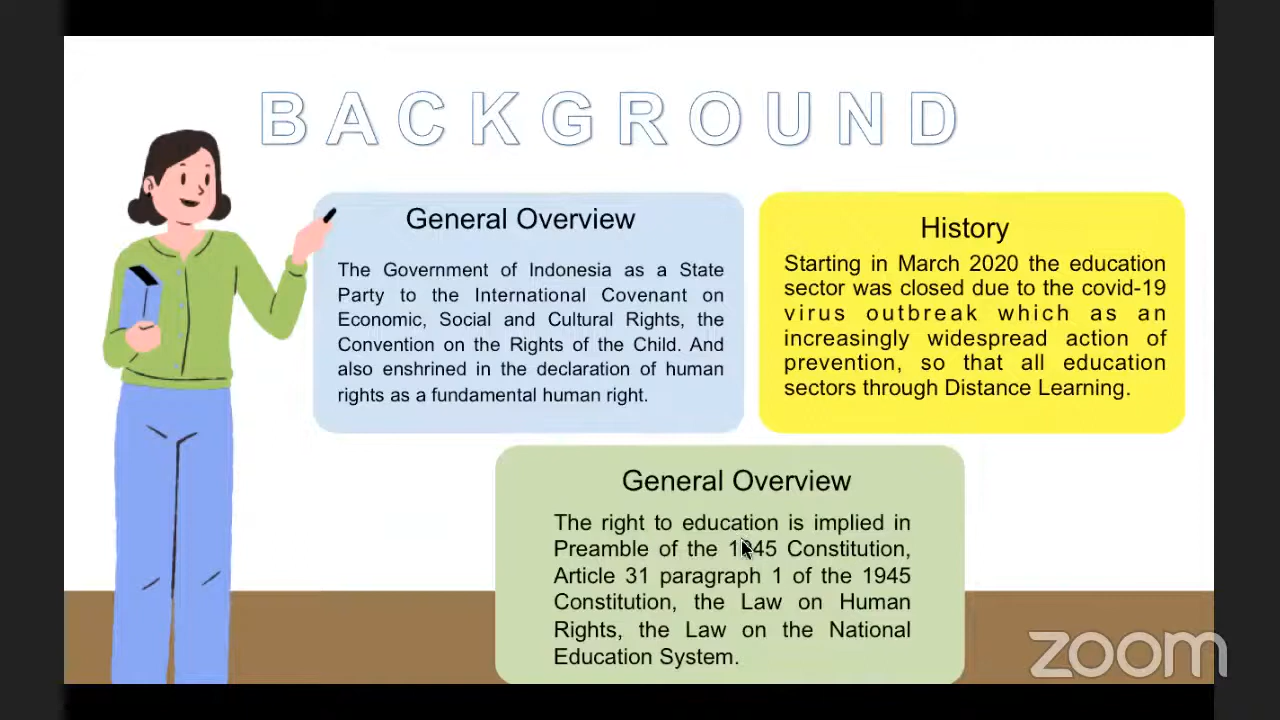 BACKGROUND
General Overview
The Government of Indonesia as a State
Party to the International Covenant on
Economic, Social and Cultural Rights, the
Convention on the Rights of the Child. And
also enshrined in the declaration of human
rights as a fundamental human right.
History
Starting in March 2020 the education
sector was closed due to the covid-19
virus outbreak which as an
increasingly widespread action of
prevention, so that all education
sectors through Distance Learning.
General Overview
The right to education is implied in
Preamble of the 1945 Constitution,
Article 31 paragraph 1 of the 1945
Constitution, the Law on Human
Rights, the Law on the National
Education System.
zoom